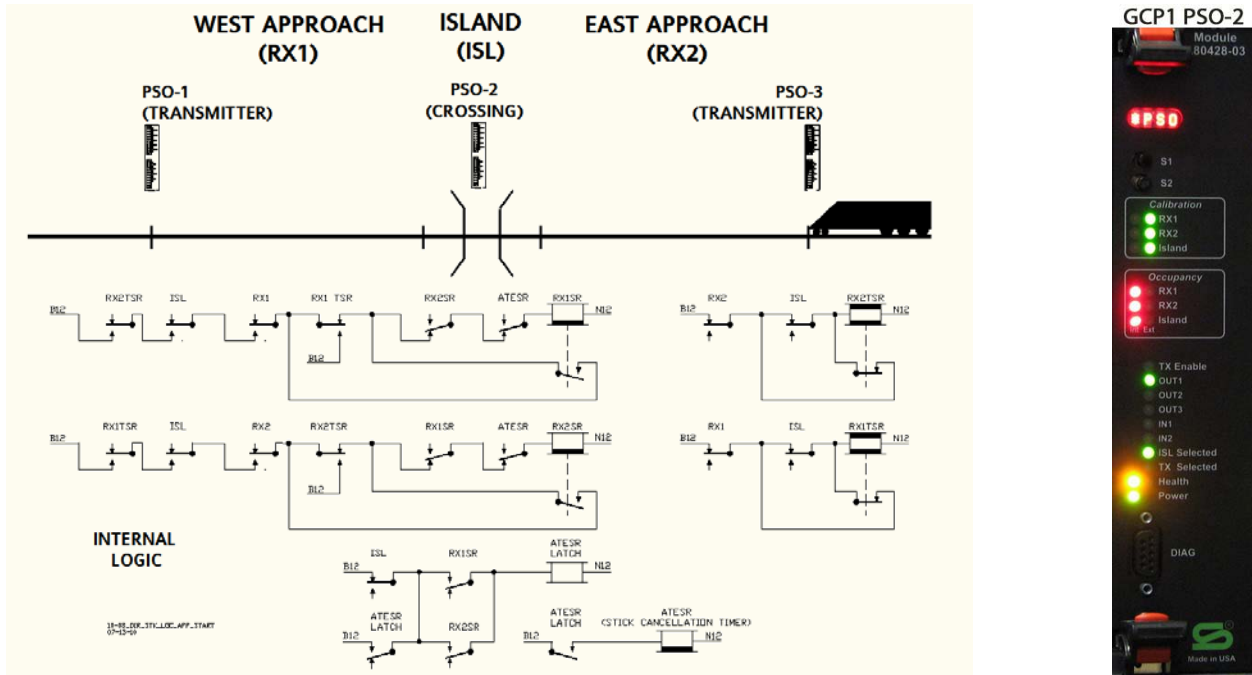 WEST APPROACH
(RX1)
ISLAND
(ISL)
EAST APPROACH
(RX2)
PSO-1
(TRANSMITTER)
PSO-2
(CROSSING)
PSO-3
(TRANSMITTER)
B12 RX2TSR ISL RX1 RX1 TSR RX2SR ATESR RX1SR N12
B12
B12 RX2 ISL RX2TSR N12
B12 RX1TSR ISL RX2 RX2TSR RX1SR ATESR RX2SR N12
B12
B12 RX1 ISL RX1TSR N12
INTERNAL
LOGIC
B12 ISL RX1SR ATESR
LATCH N12
B12 ATESR
LATCH RX2SR
B12 ATESR
LATCH ATESR
(STICK CANCELLATION TIMER) N12
07-13-10
GCP1 PSO-2
Module
80428-03
PSO
S1
S2
Calibration
RX1
RX2
Island
Occupancy
RX1
RX2
Island
Ext
TX Enable
OUT1
OUT2
OUT3
IN1
IN2
ISL Selected
TX Selected
Health
Power
DIAG
Made in USA